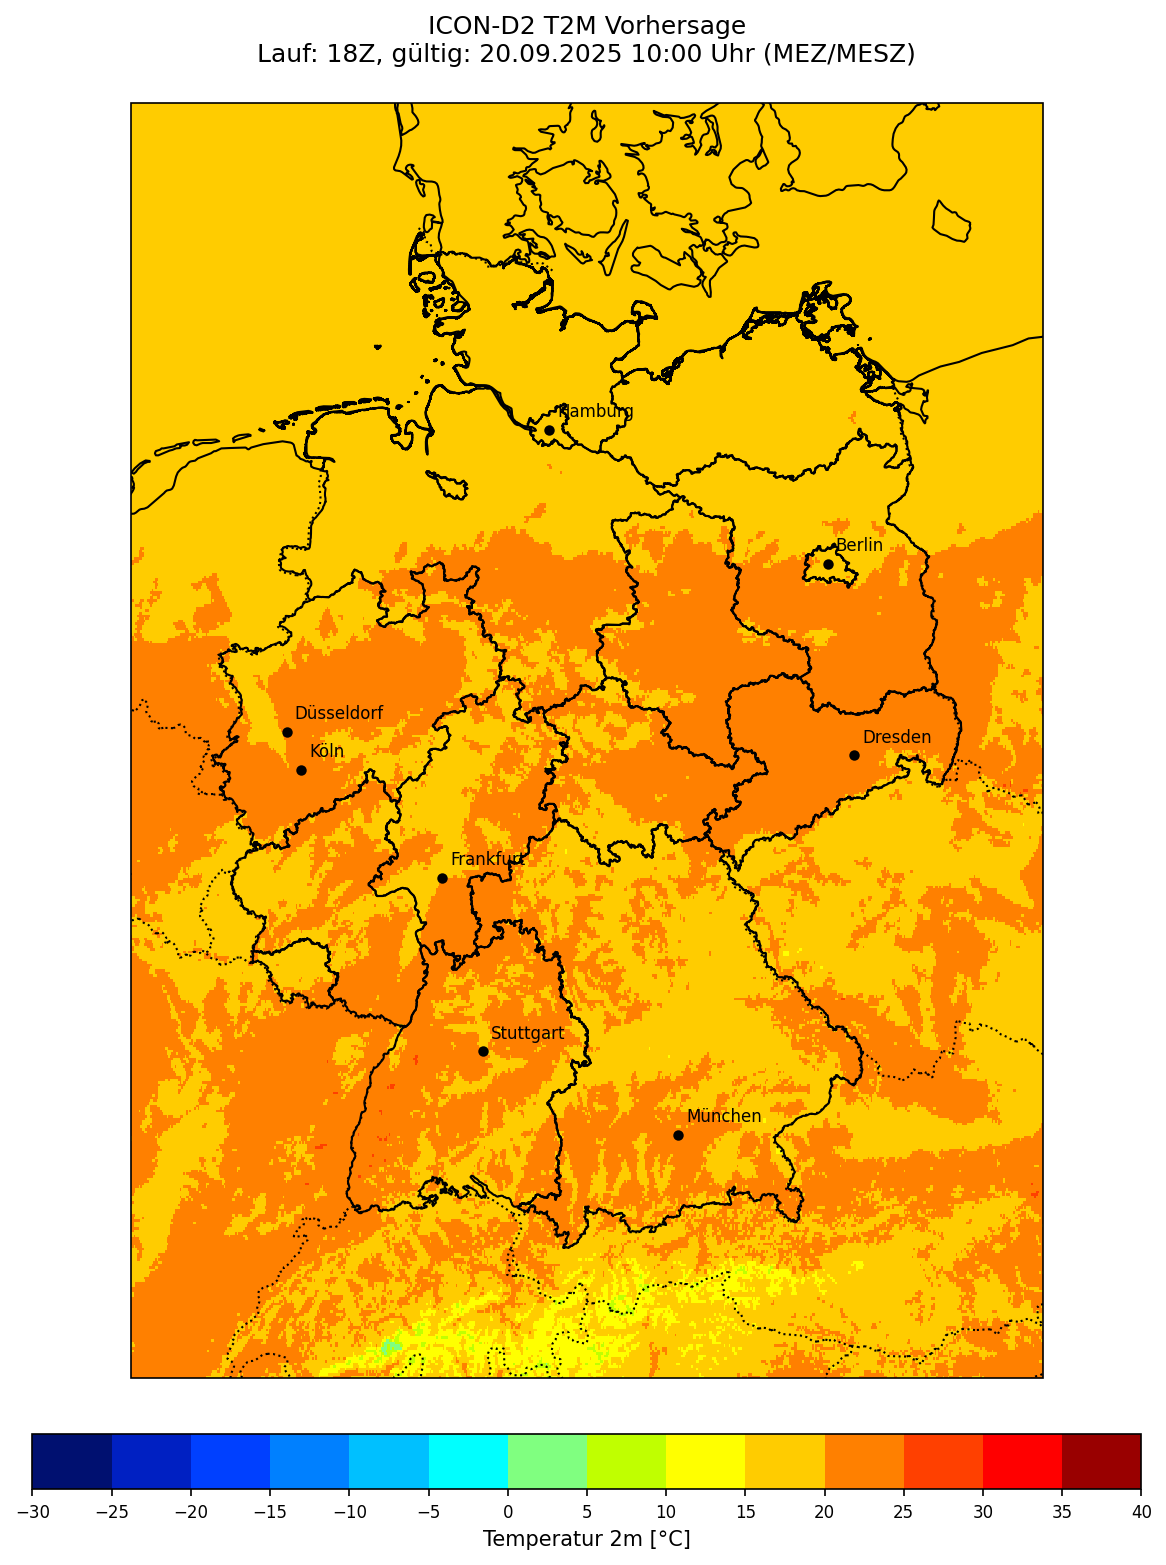 ICON-D2 T2M Vorhersage
Lauf: 18Z, gültig: 20.09.2025 10:00 Uhr (MEZ/MESZ)
Hamburg
Berlin
Düsseldorf
Dresden
Köln
Frankfurt
Stuttgart
München
−30 −25 −20 −15 −10 −5 0 5 10 15 20 25 30 35 40
Temperatur 2m [°C]